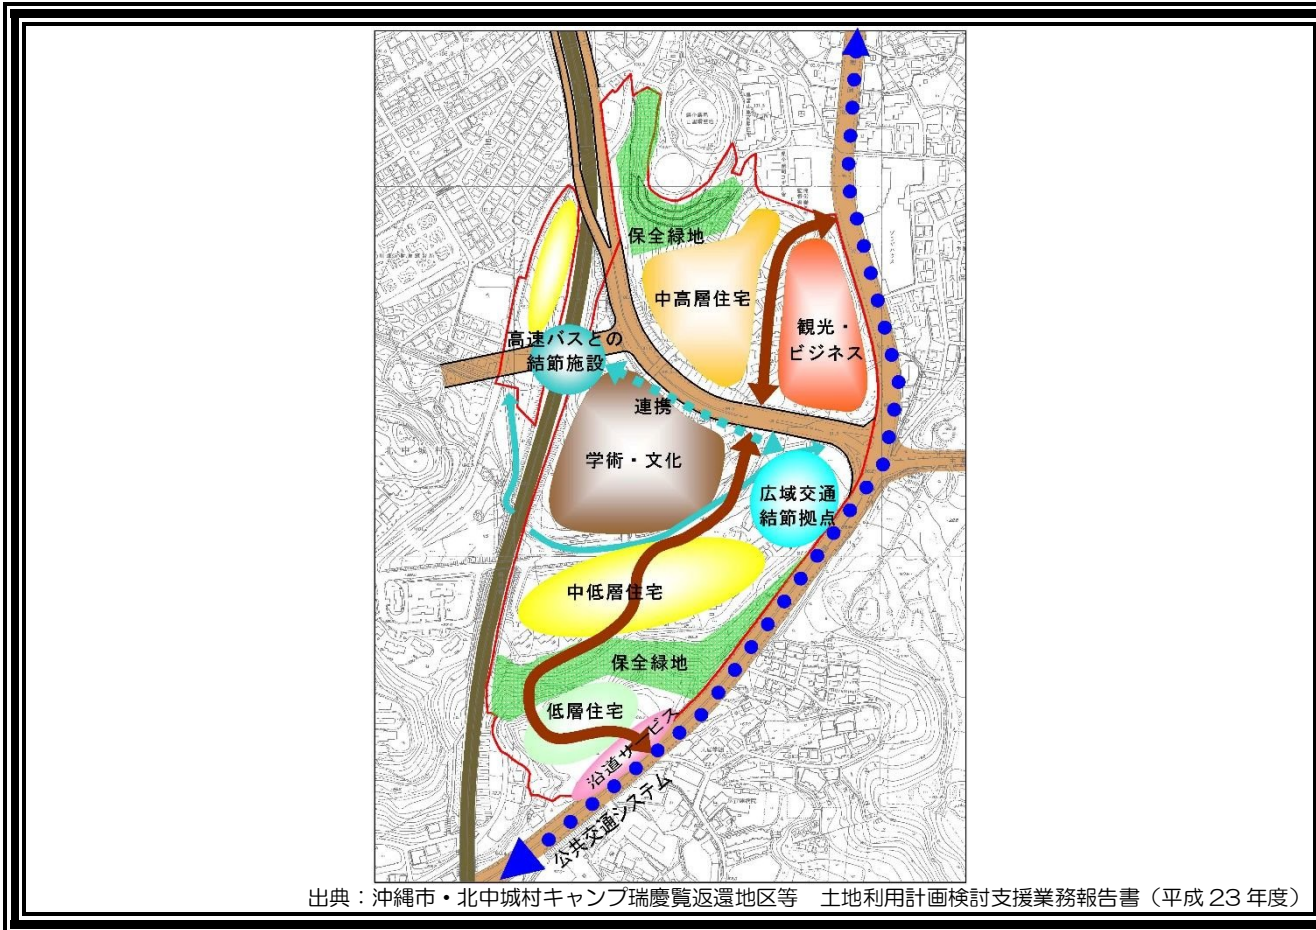 保全緑地
中高層住宅
観光・
ビジネス
高速バスとの
結節施設
連携
学術・文化
広域交通
結節拠点
中低層住宅
保全緑地
低層住宅
沿道サービス
公共交通システム
出典：沖縄市・北中城村キャンプ瑞慶覧返還地区等　土地利用計画検討支援業務報告書（平成 23 年度）